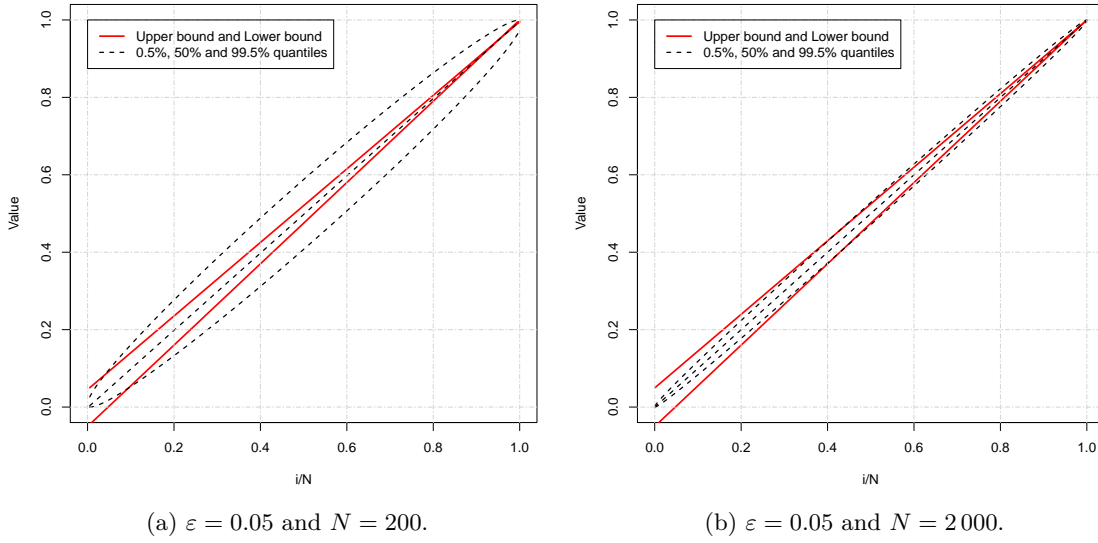 Upper bound and Lower bound
0.5%, 50% and 99.5% quantiles
1.0
0.8
0.6
0.4
0.2
0.0
Value
0.0 0.2 0.4 0.6 0.8 1.0
i/N
(a) ε = 0.05 and N = 200.
Upper bound and Lower bound
0.5%, 50% and 99.5% quantiles
1.0
0.8
0.6
0.4
0.2
0.0
Value
0.0 0.2 0.4 0.6 0.8 1.0
i/N
(b) ε = 0.05 and N = 2 000.